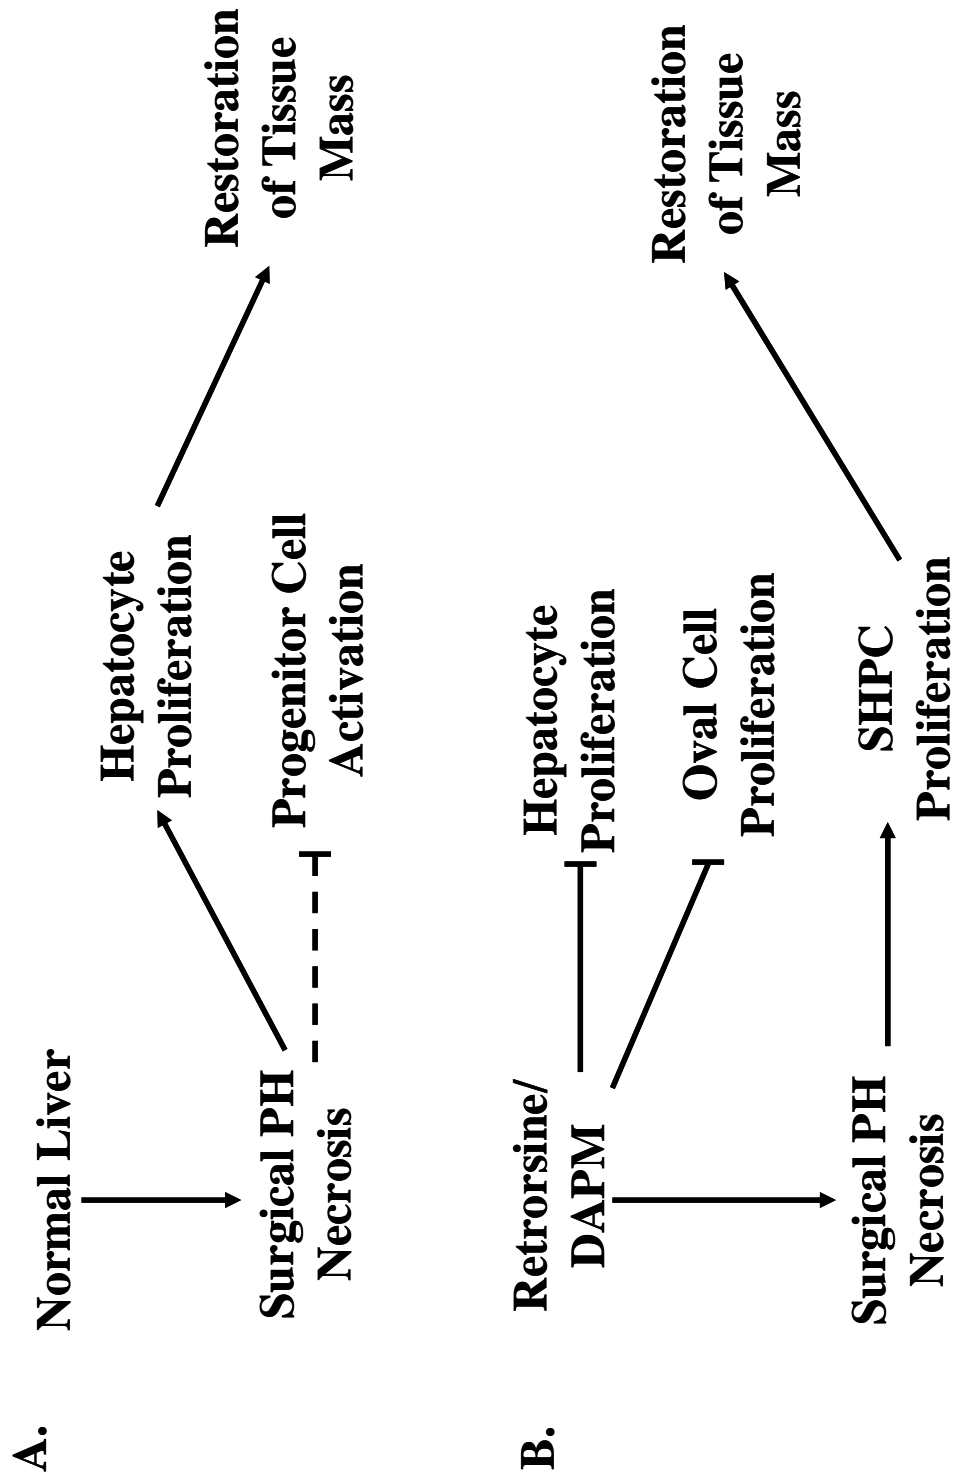 A.
Normal Liver
Surgical PH
Necrosis
Hepatocyte
Proliferation
Progenitor Cell
Activation
Restoration
of Tissue
Mass
B.
Retrorsine/
DAPM
Surgical PH
Necrosis
Hepatocyte
Proliferation
Oval Cell
Proliferation
SHPC
Proliferation
Restoration
of Tissue
Mass